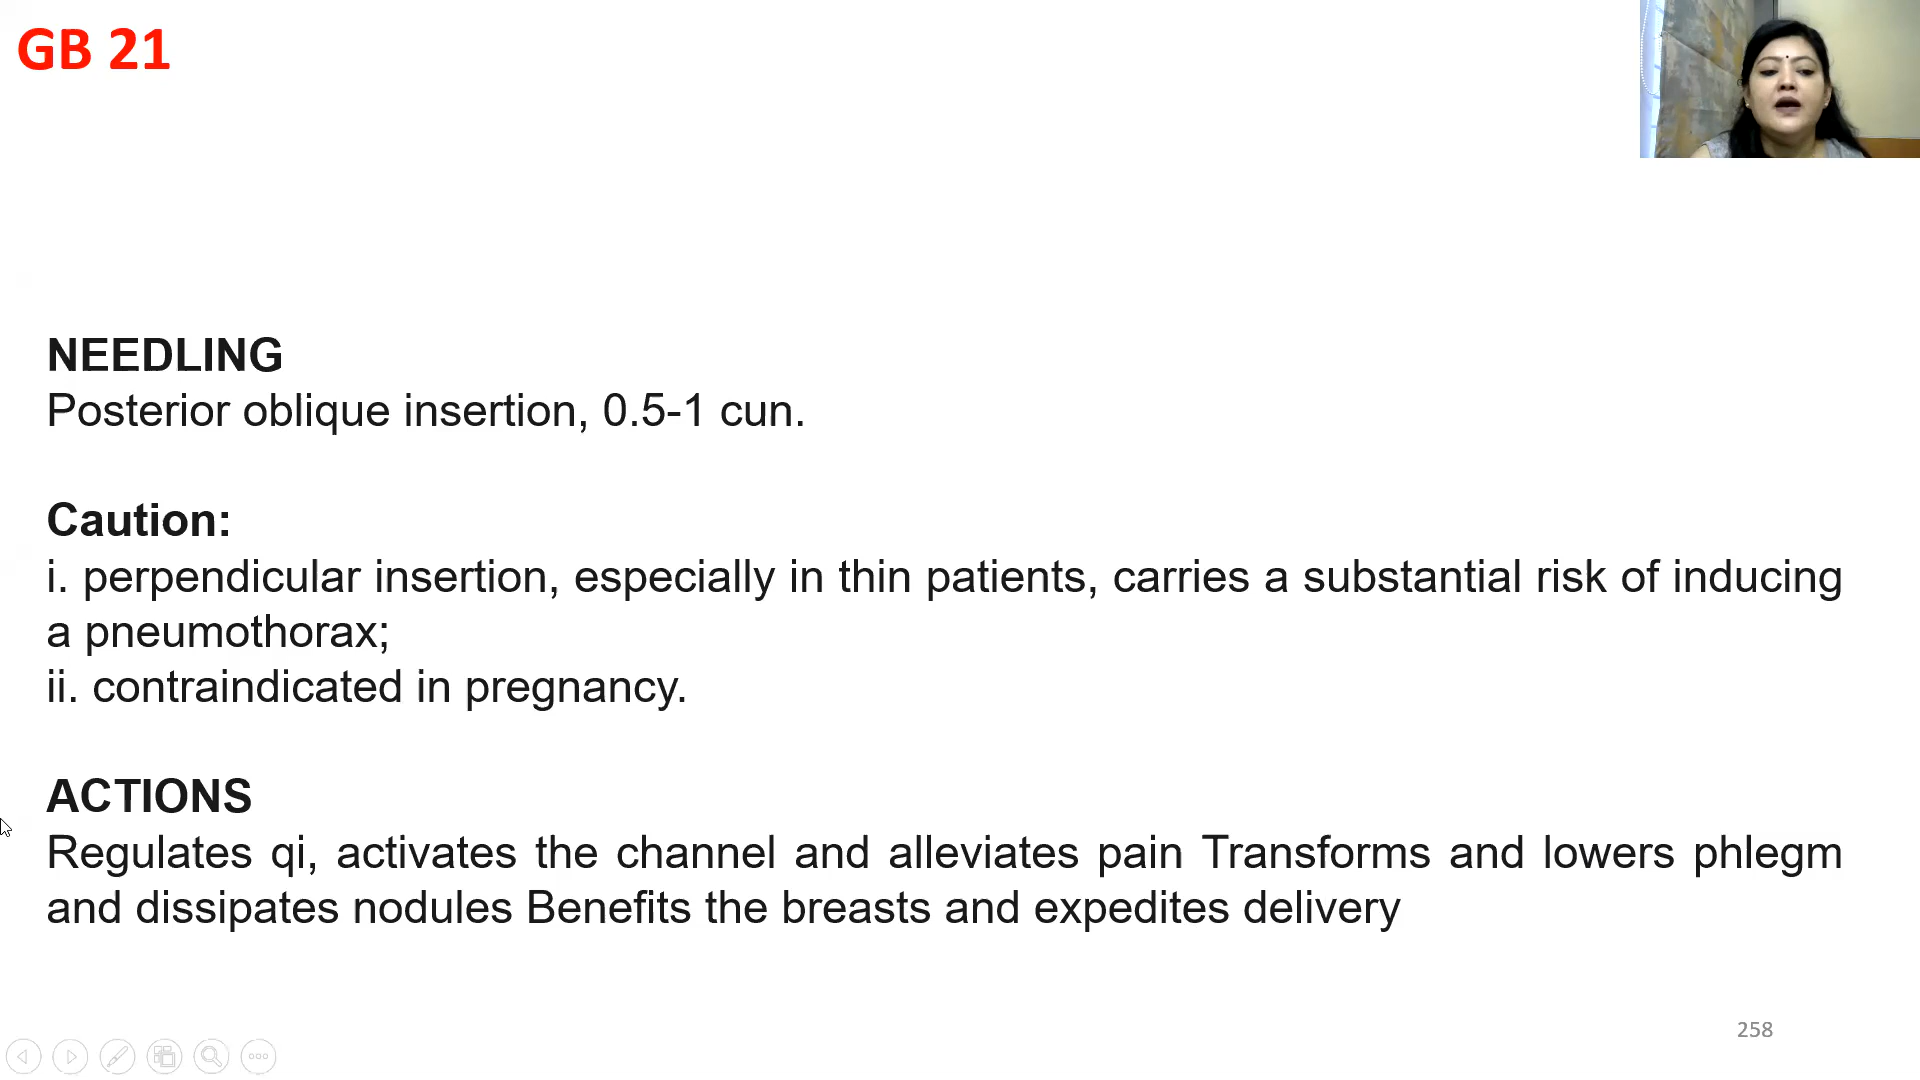 GB 21
NEEDLING
Posterior oblique insertion, 0.5-1 cun.
Caution:
i. perpendicular insertion, especially in thin patients, carries a substantial risk of inducing
a pneumothorax;
ii. contraindicated in pregnancy.
ACTIONS
Regulates qi, activates the channel and alleviates pain Transforms and lowers phlegm
and dissipates nodules Benefits the breasts and expedites delivery
258